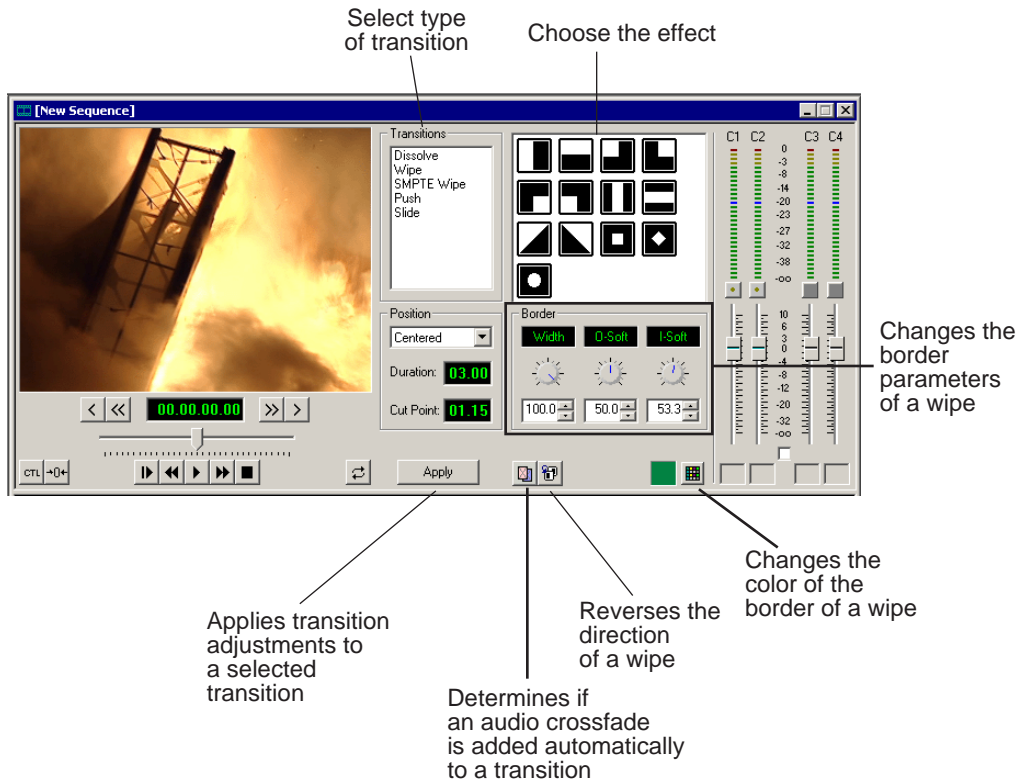 Select type
of transition
Choose the effect
[New Sequence]
Transitions
Dissolve
Wipe
SMPTE Wipe
Push
Slide
C1 C2 C3 C4
0
-3
-8
-14
-20
-23
-27
-32
-38
-oo
Position
Centered
Duration: 03.00
Cut Point: 01.15
Border
Width O-Soft I-Soft
100.0 50.0 53.3
10
6
3
0
-4
-8
-12
-20
-32
-oo
Changes the
border
parameters
of a wipe
< << 00.00.00.00 >> >
CTL →0←
Apply
Applies transition
adjustments to
a selected
transition
Determines if
an audio crossfade
is added automatically
to a transition
Reverses the
direction
of a wipe
Changes the
color of the
border of a wipe